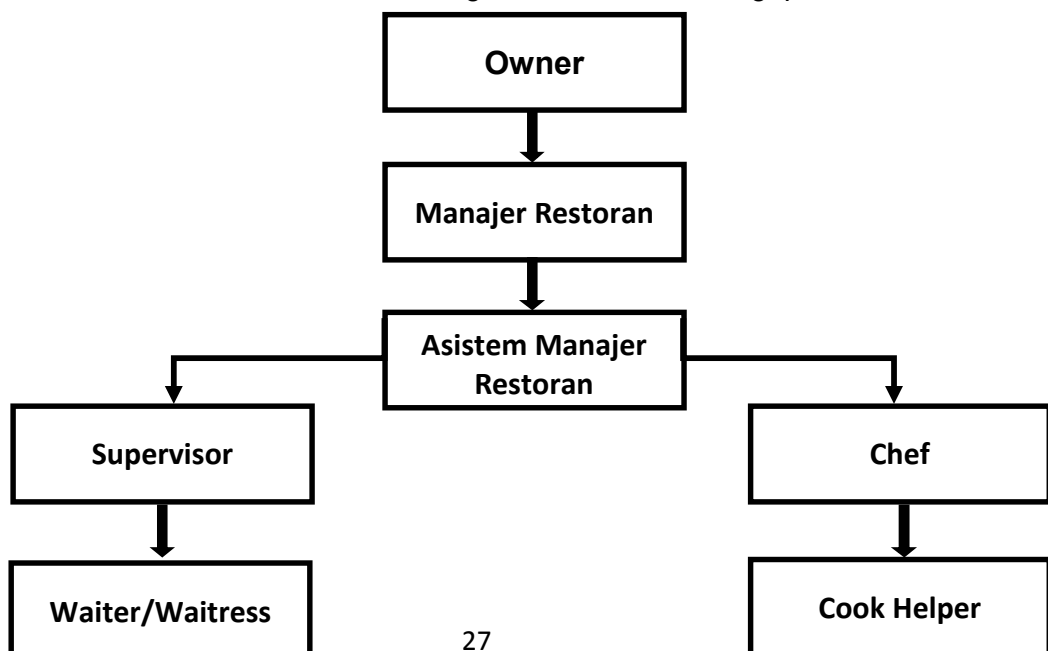 Owner
Manajer Restoran
Asistem Manajer
Restoran
Supervisor
Chef
Waiter/Waitress
Cook Helper
27